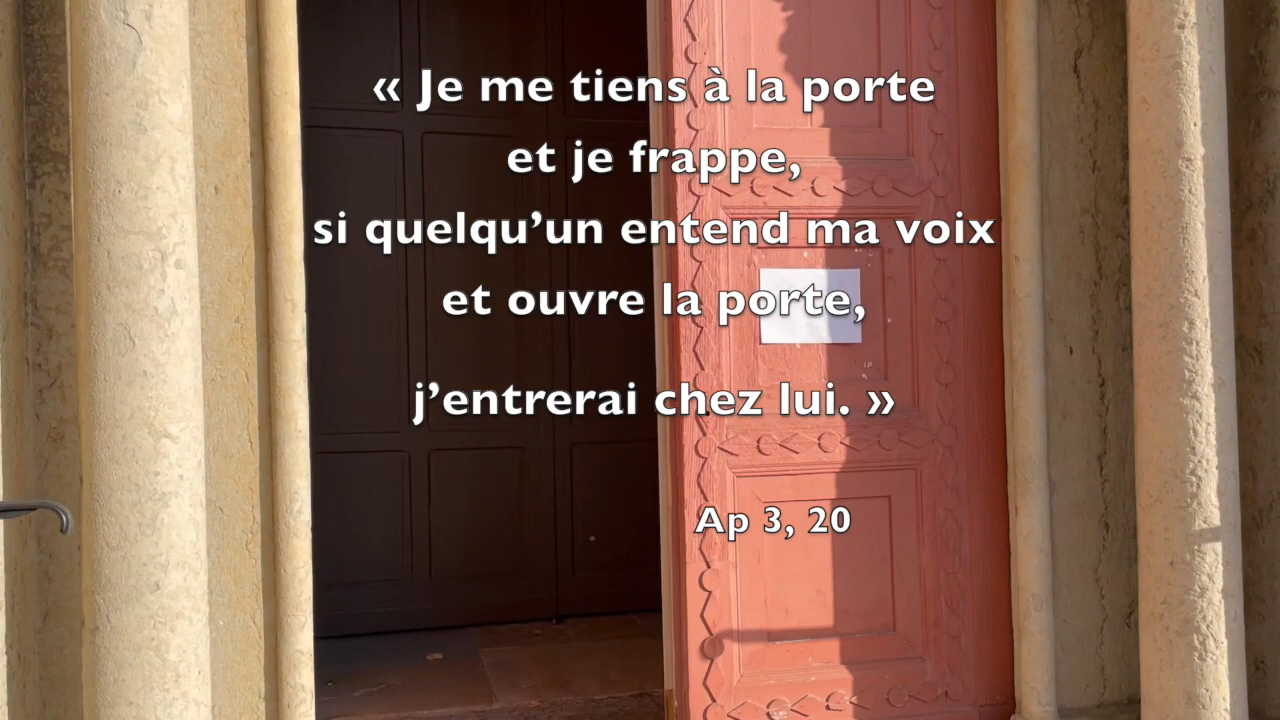 « Je me tiens à la porte
et je frappe,
si quelqu’un entend ma voix
et ouvre la porte,
j’entrerai chez lui. »
Ap 3, 20